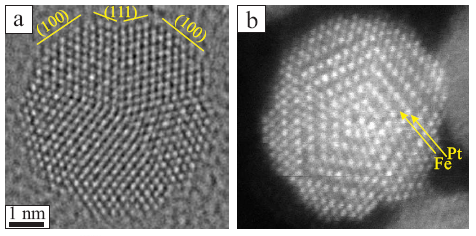 a
(100)
(111)
(100)
1 nm
b
Pt
Fe